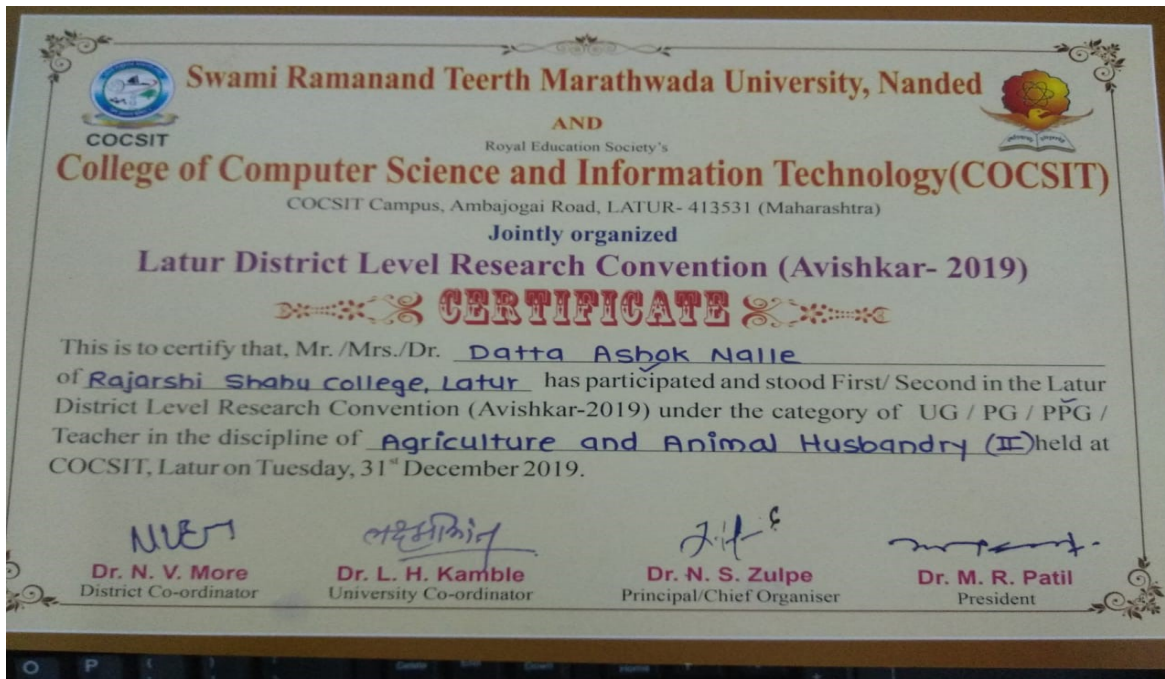 Swami Ramanand Teerth Marathwada University, Nanded
COCSIT
AND
Royal Education Society's
College of Computer Science and Information Technology(COCSIT)
COCSIT Campus, Ambajogai Road, LATUR- 413531 (Maharashtra)
Jointly organized
Latur District Level Research Convention (Avishkar- 2019)
CERTIFICATE
This is to certify that, Mr. /Mrs./Dr. Datta Ashok Nalle
of Rajarshi Shahu College, Latur has participated and stood First/ Second in the Latur
District Level Research Convention (Avishkar-2019) under the category of UG / PG / PPG /
Teacher in the discipline of Agriculture and Animal Husbandry (II) held at
COCSIT, Latur on Tuesday, 31st December 2019.
Dr. N. V. More
District Co-ordinator
Dr. L. H. Kamble
University Co-ordinator
Dr. N. S. Zulpe
Principal/Chief Organiser
Dr. M. R. Patil
President
O P
Delete End Down Home